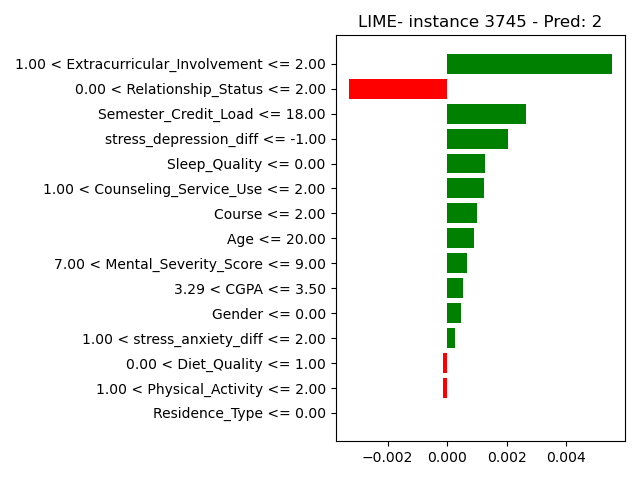 LIME- instance 3745 - Pred: 2
1.00 < Extracurricular_Involvement <= 2.00
0.00 < Relationship_Status <= 2.00
Semester_Credit_Load <= 18.00
stress_depression_diff <= -1.00
Sleep_Quality <= 0.00
1.00 < Counseling_Service_Use <= 2.00
Course <= 2.00
Age <= 20.00
7.00 < Mental_Severity_Score <= 9.00
3.29 < CGPA <= 3.50
Gender <= 0.00
1.00 < stress_anxiety_diff <= 2.00
0.00 < Diet_Quality <= 1.00
1.00 < Physical_Activity <= 2.00
Residence_Type <= 0.00
−0.002 0.000 0.002 0.004